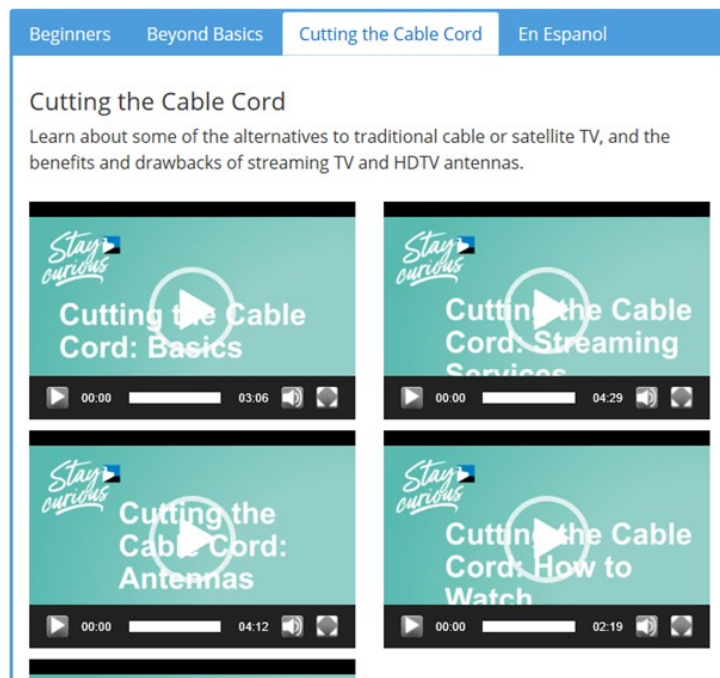 Beginners Beyond Basics Cutting the Cable Cord En Espanol
Cutting the Cable Cord
Learn about some of the alternatives to traditional cable or satellite TV, and the
benefits and drawbacks of streaming TV and HDTV antennas.
Stay
curious
Cutting the Cable
Cord: Basics
00:00 03:06
Stay
curious
Cutting the Cable
Cord: Streaming
Services
00:00 04:29
Stay
curious
Cutting the
Cable Cord:
Antennas
00:00 04:12
Stay
curious
Cutting the Cable
Cord: How to
Watch
00:00 02:19